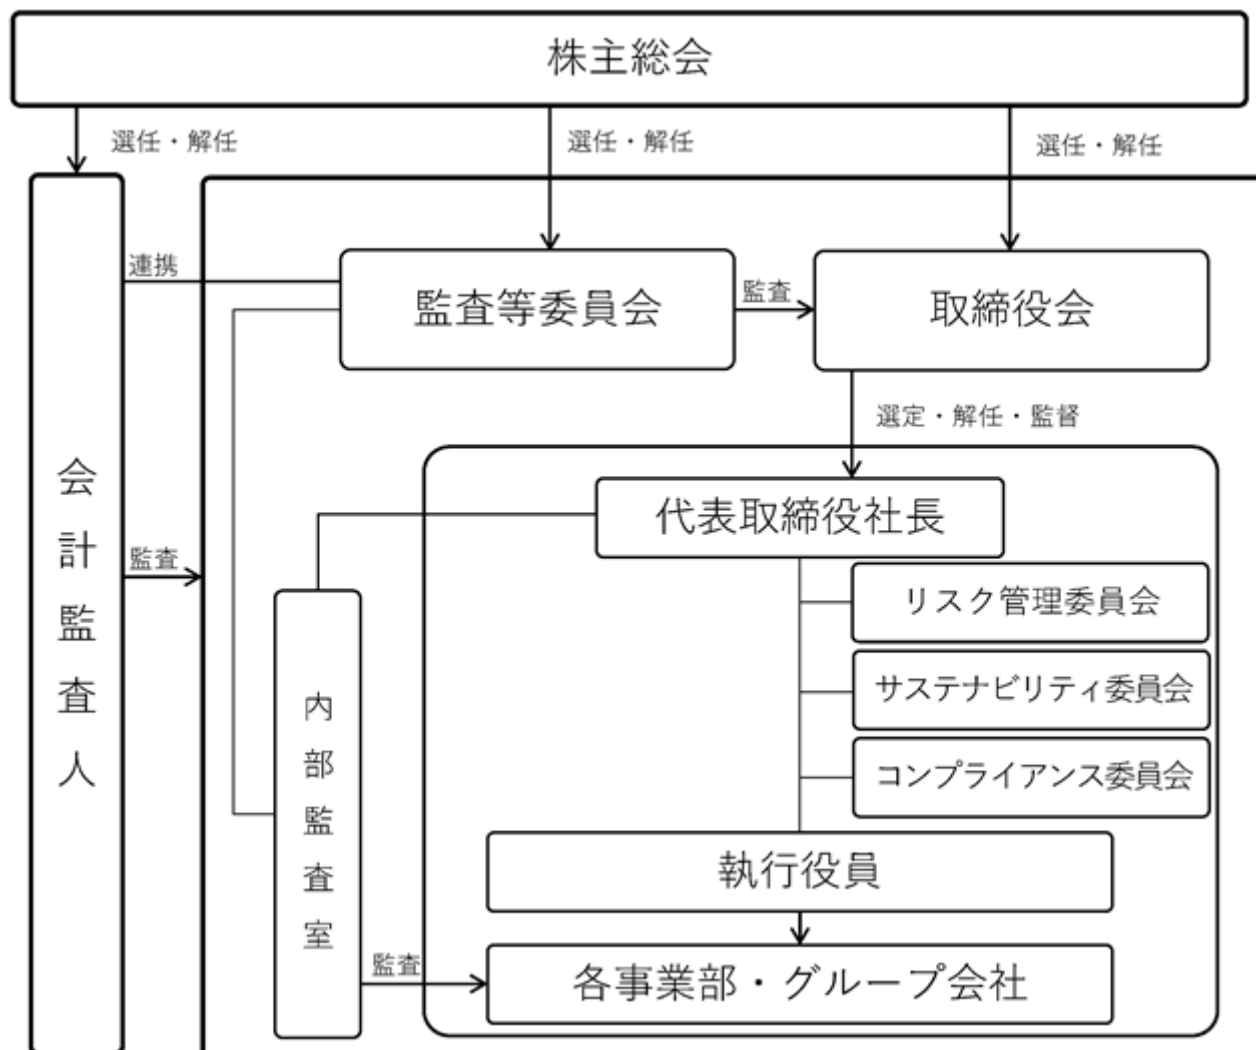 株主総会
選任・解任
選任・解任
選任・解任
連携
監査等委員会
監査
取締役会
選定・解任・監督
代表取締役社長
会計監査人
監査
リスク管理委員会
サステナビリティ委員会
コンプライアンス委員会
内部監査室
執行役員
監査
各事業部・グループ会社